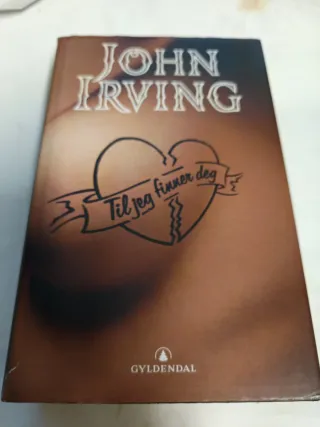 JOHN
IRVING
Til jeg finner deg
GYLDENDAL